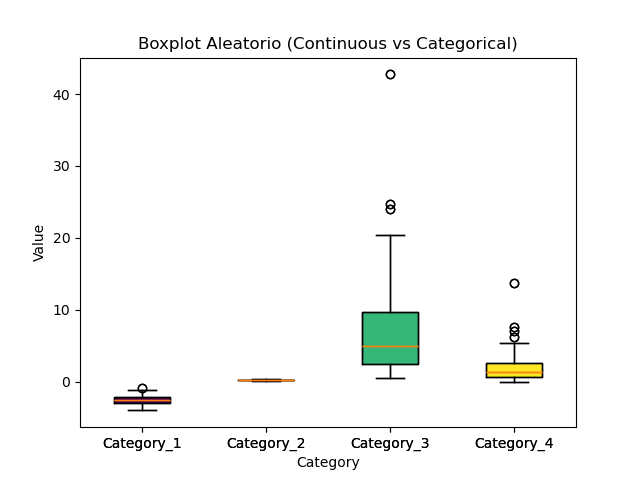 Boxplot Aleatorio (Continuous vs Categorical)
40
30
20
10
0
Value
Category_1 Category_2 Category_3 Category_4
Category